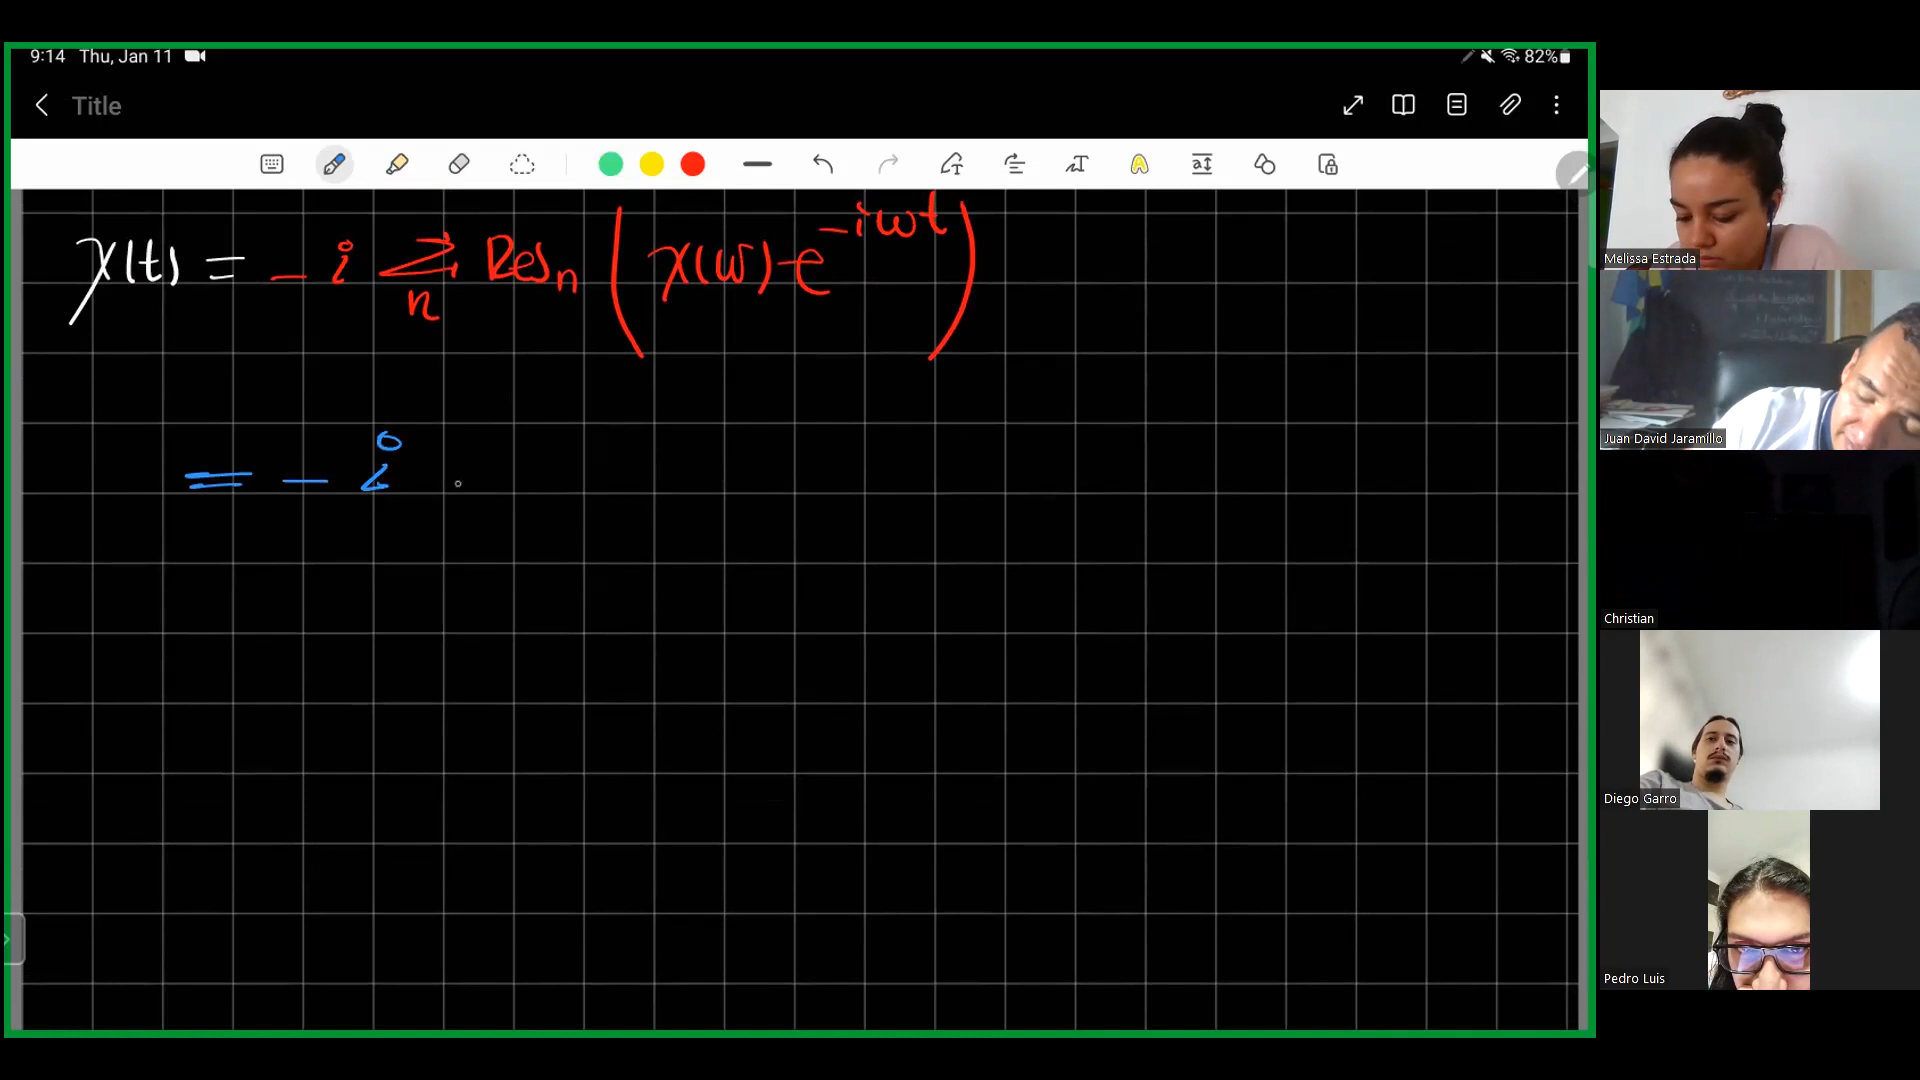 9:14 Thu, Jan 11 82%
Title
χ(t) = - i Σ Res_n ( χ(ω) e^{-iωt} )
n
= - i
Melissa Estrada
Juan David Jaramillo
Christian
Diego Garro
Pedro Luis